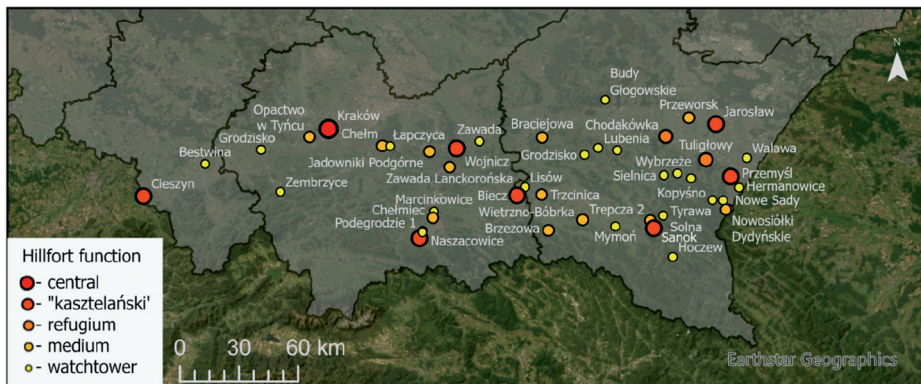 N
Budy
Głogowskie
Opactwo
w Tyńcu
Kraków
Chełm
Łapczyca
Zawada
Braciejowa
Chodakówka
Przeworsk
Jarosław
Grodzisko
Bestwina
Jadowniki Podgórne
Wojnicz
Grodzisko
Lubenia
Tuligłowy
Walawa
Zawada Lanckorońska
Lisów
Wybrzeże
Sielnica
Przemyśl
Hermanowice
Cieszyn
Zembrzyce
Marcinkowice
Biecz
Trzcinica
Kopyśno
Nowe Sady
Chełmiec
Wietrzno-Bóbrka
Trepcza 2
Tyrawa
Solna
Nowosiółki
Dydyńskie
Podegrodzie 1
Brzezowa
Mymoń
Sanok
Naszacowice
Hoczew
Hillfort function
- central
- "kasztelański'
- refugium
- medium
- watchtower
0 30 60 km
Earthstar Geographics